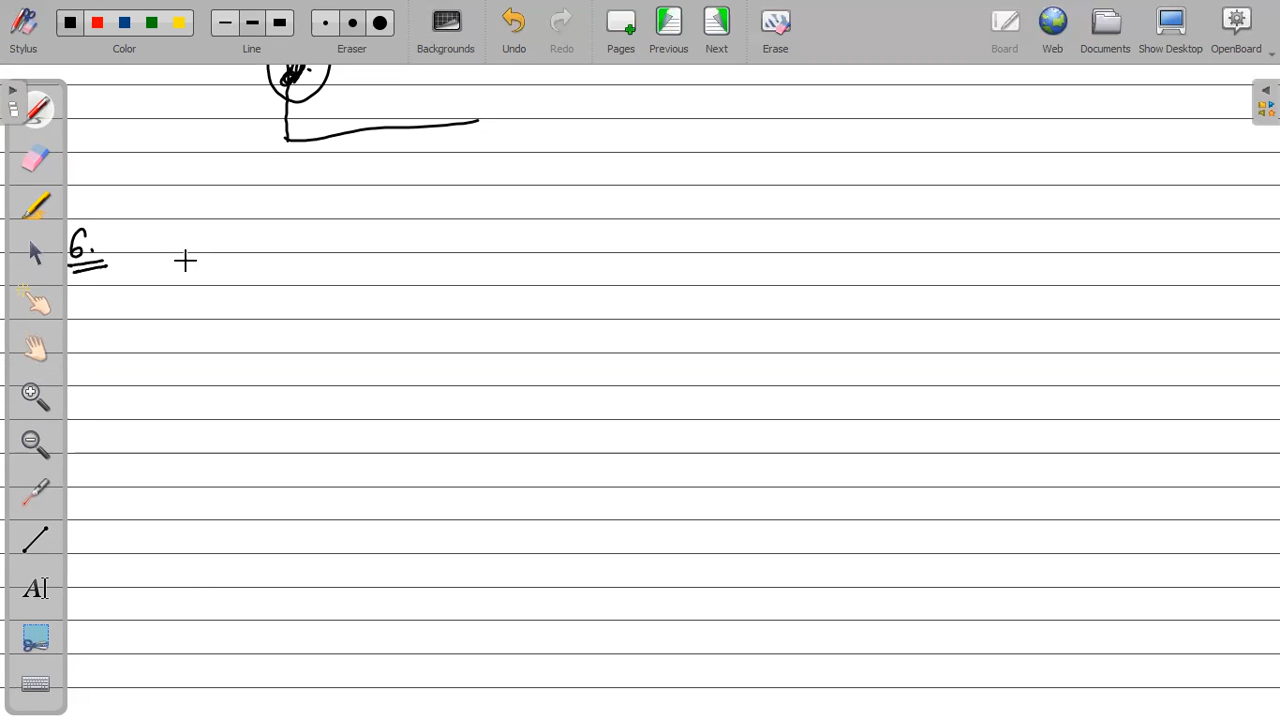 Stylus Color Line Eraser Backgrounds Undo Redo Pages Previous Next Erase Board Web Documents Show Desktop OpenBoard
6.
A